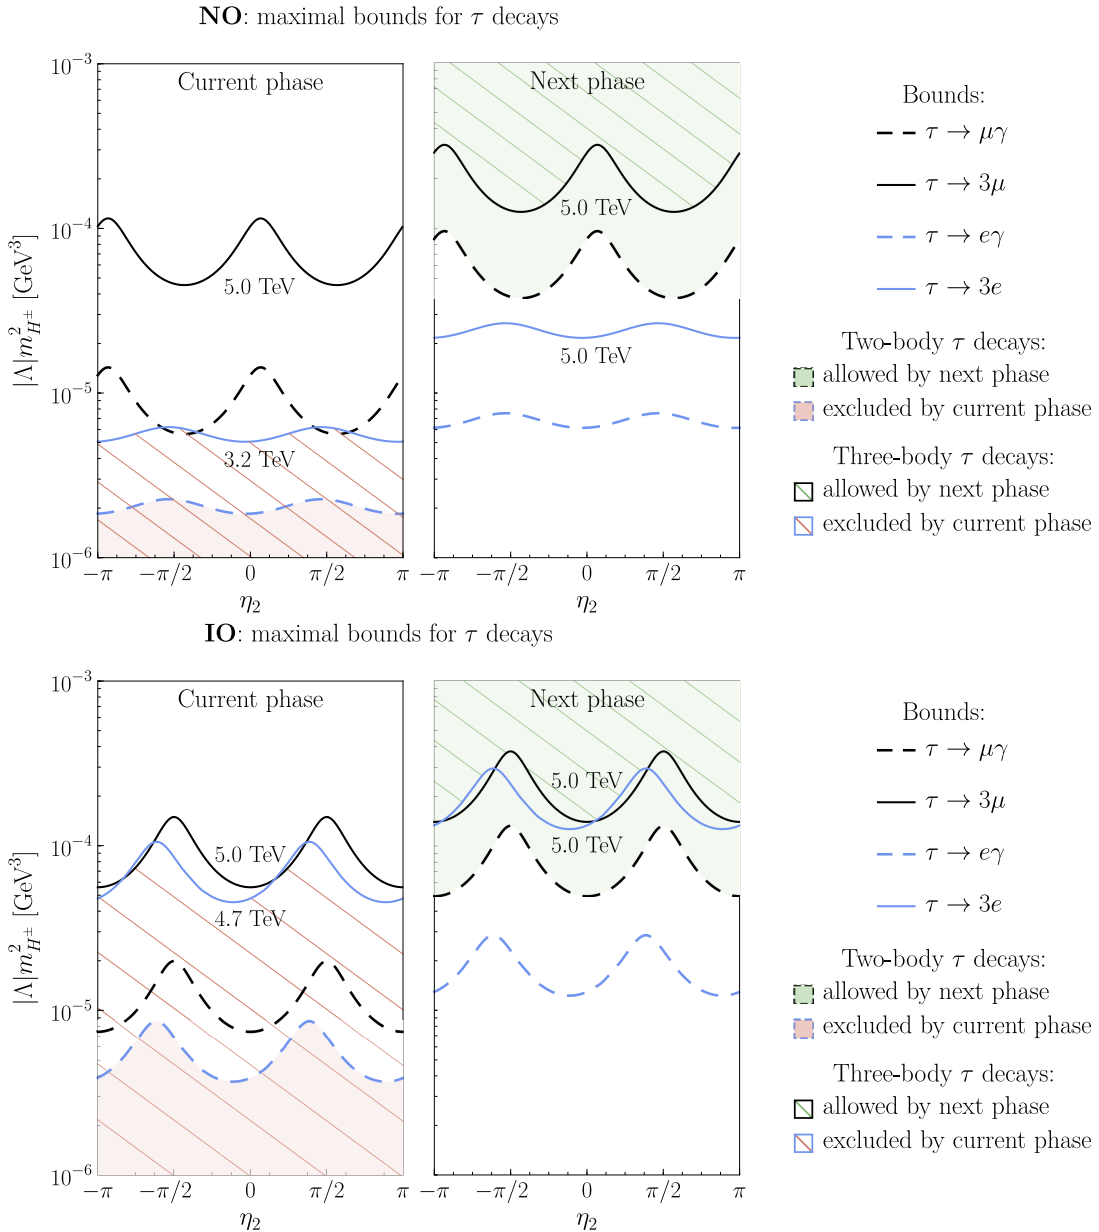 NO: maximal bounds for τ decays
Current phase
Next phase
|Λ|m²_{H^±} [GeV³]
10⁻³
10⁻⁴
10⁻⁵
10⁻⁶
5.0 TeV
3.2 TeV
5.0 TeV
5.0 TeV
−π −π/2 0 π/2 π
−π −π/2 0 π/2 π
η₂
η₂
Bounds:
τ → μγ
τ → 3μ
τ → eγ
τ → 3e
Two-body τ decays:
allowed by next phase
excluded by current phase
Three-body τ decays:
allowed by next phase
excluded by current phase
IO: maximal bounds for τ decays
Current phase
Next phase
|Λ|m²_{H^±} [GeV³]
10⁻³
10⁻⁴
10⁻⁵
10⁻⁶
5.0 TeV
4.7 TeV
5.0 TeV
5.0 TeV
−π −π/2 0 π/2 π
−π −π/2 0 π/2 π
η₂
η₂
Bounds:
τ → μγ
τ → 3μ
τ → eγ
τ → 3e
Two-body τ decays:
allowed by next phase
excluded by current phase
Three-body τ decays:
allowed by next phase
excluded by current phase